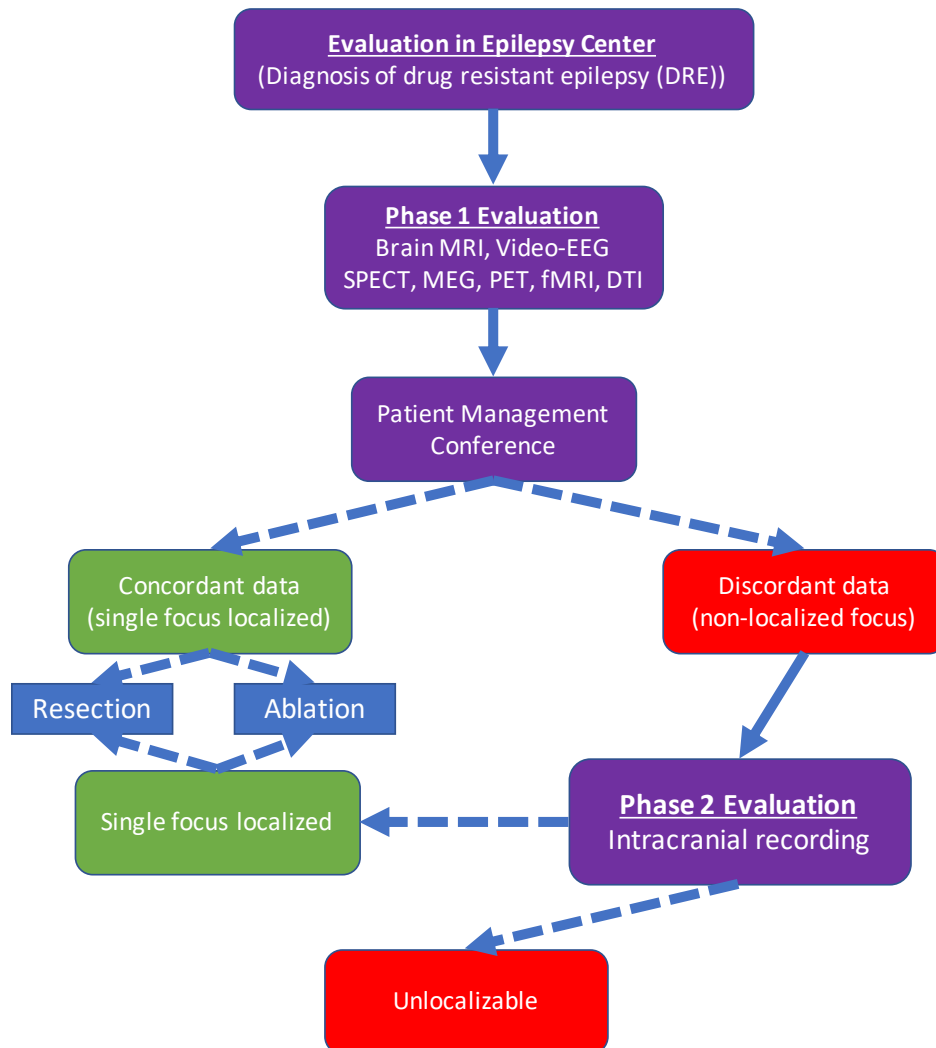 Evaluation in Epilepsy Center
(Diagnosis of drug resistant epilepsy (DRE))
Phase 1 Evaluation
Brain MRI, Video-EEG
SPECT, MEG, PET, fMRI, DTI
Patient Management
Conference
Concordant data
(single focus localized)
Discordant data
(non-localized focus)
Resection
Ablation
Single focus localized
Phase 2 Evaluation
Intracranial recording
Unlocalizable